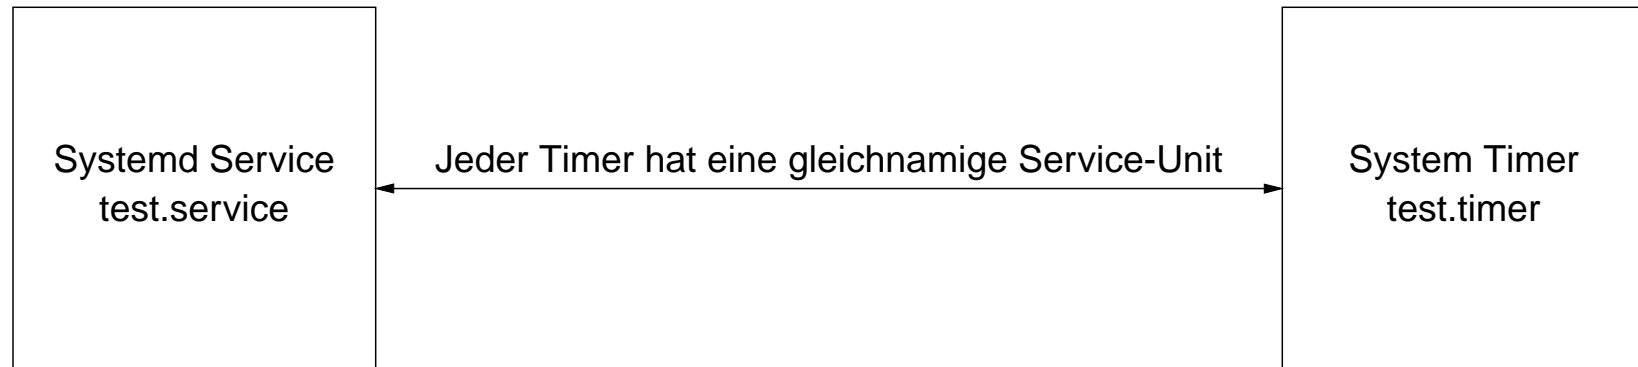 Systemd Service
test.service
Jeder Timer hat eine gleichnamige Service-Unit
System Timer
test.timer